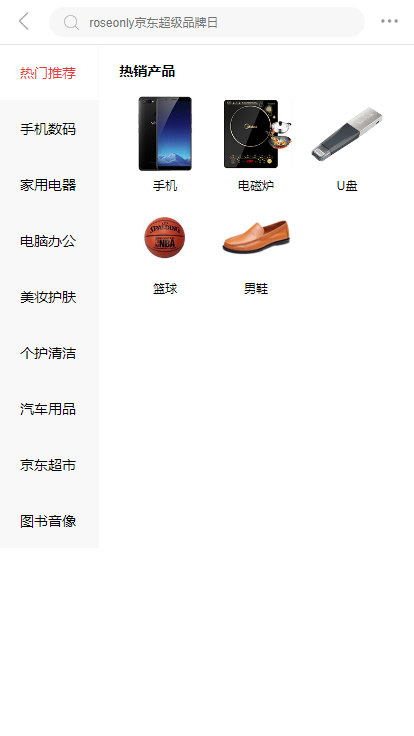 roseonly京东超级品牌日
热门推荐
手机数码
家用电器
电脑办公
美妆护肤
个护清洁
汽车用品
京东超市
图书音像
热销产品
手机
电磁炉
U盘
SPALDING
NBA
篮球
男鞋